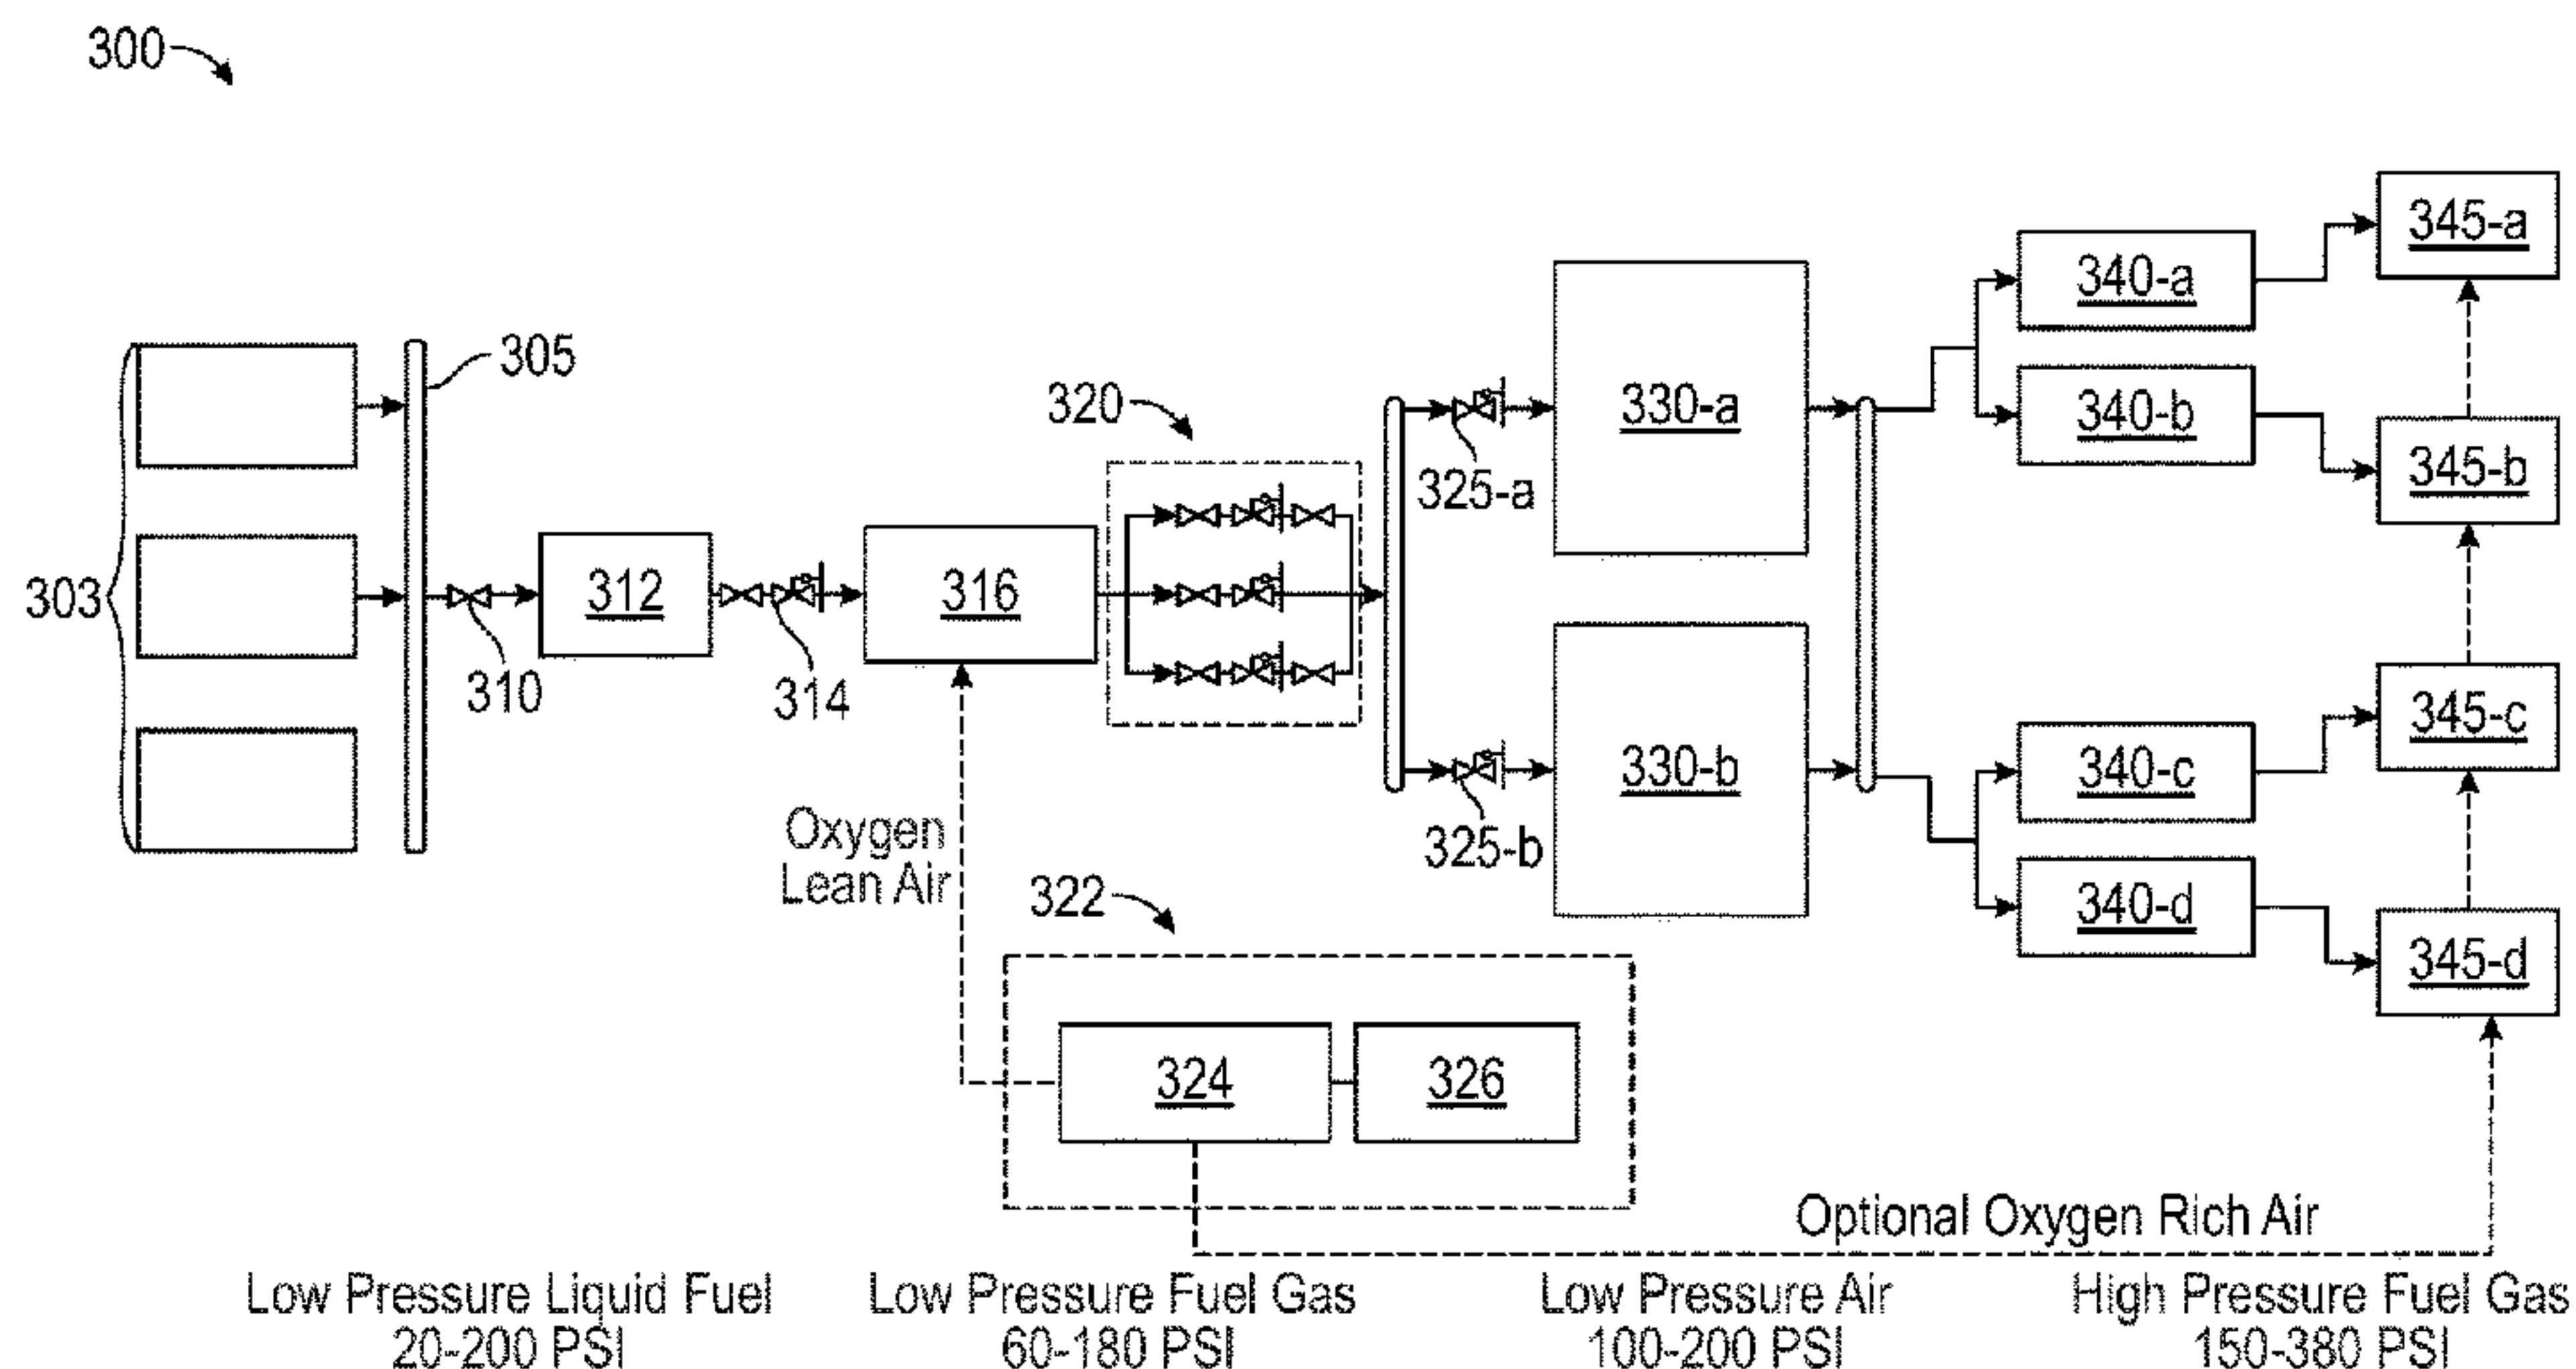 300
345-a
340-a
305
340-b
320
330-a
345-b
325-a
303
312
316
310
314
345-c
330-b
340-c
Oxygen
Lean Air
325-b
322
340-d
345-d
324
326
Optional Oxygen Rich Air
Low Pressure Liquid Fuel
20-200 PSI
Low Pressure Fuel Gas
60-180 PSI
Low Pressure Air
100-200 PSI
High Pressure Fuel Gas
150-380 PSI